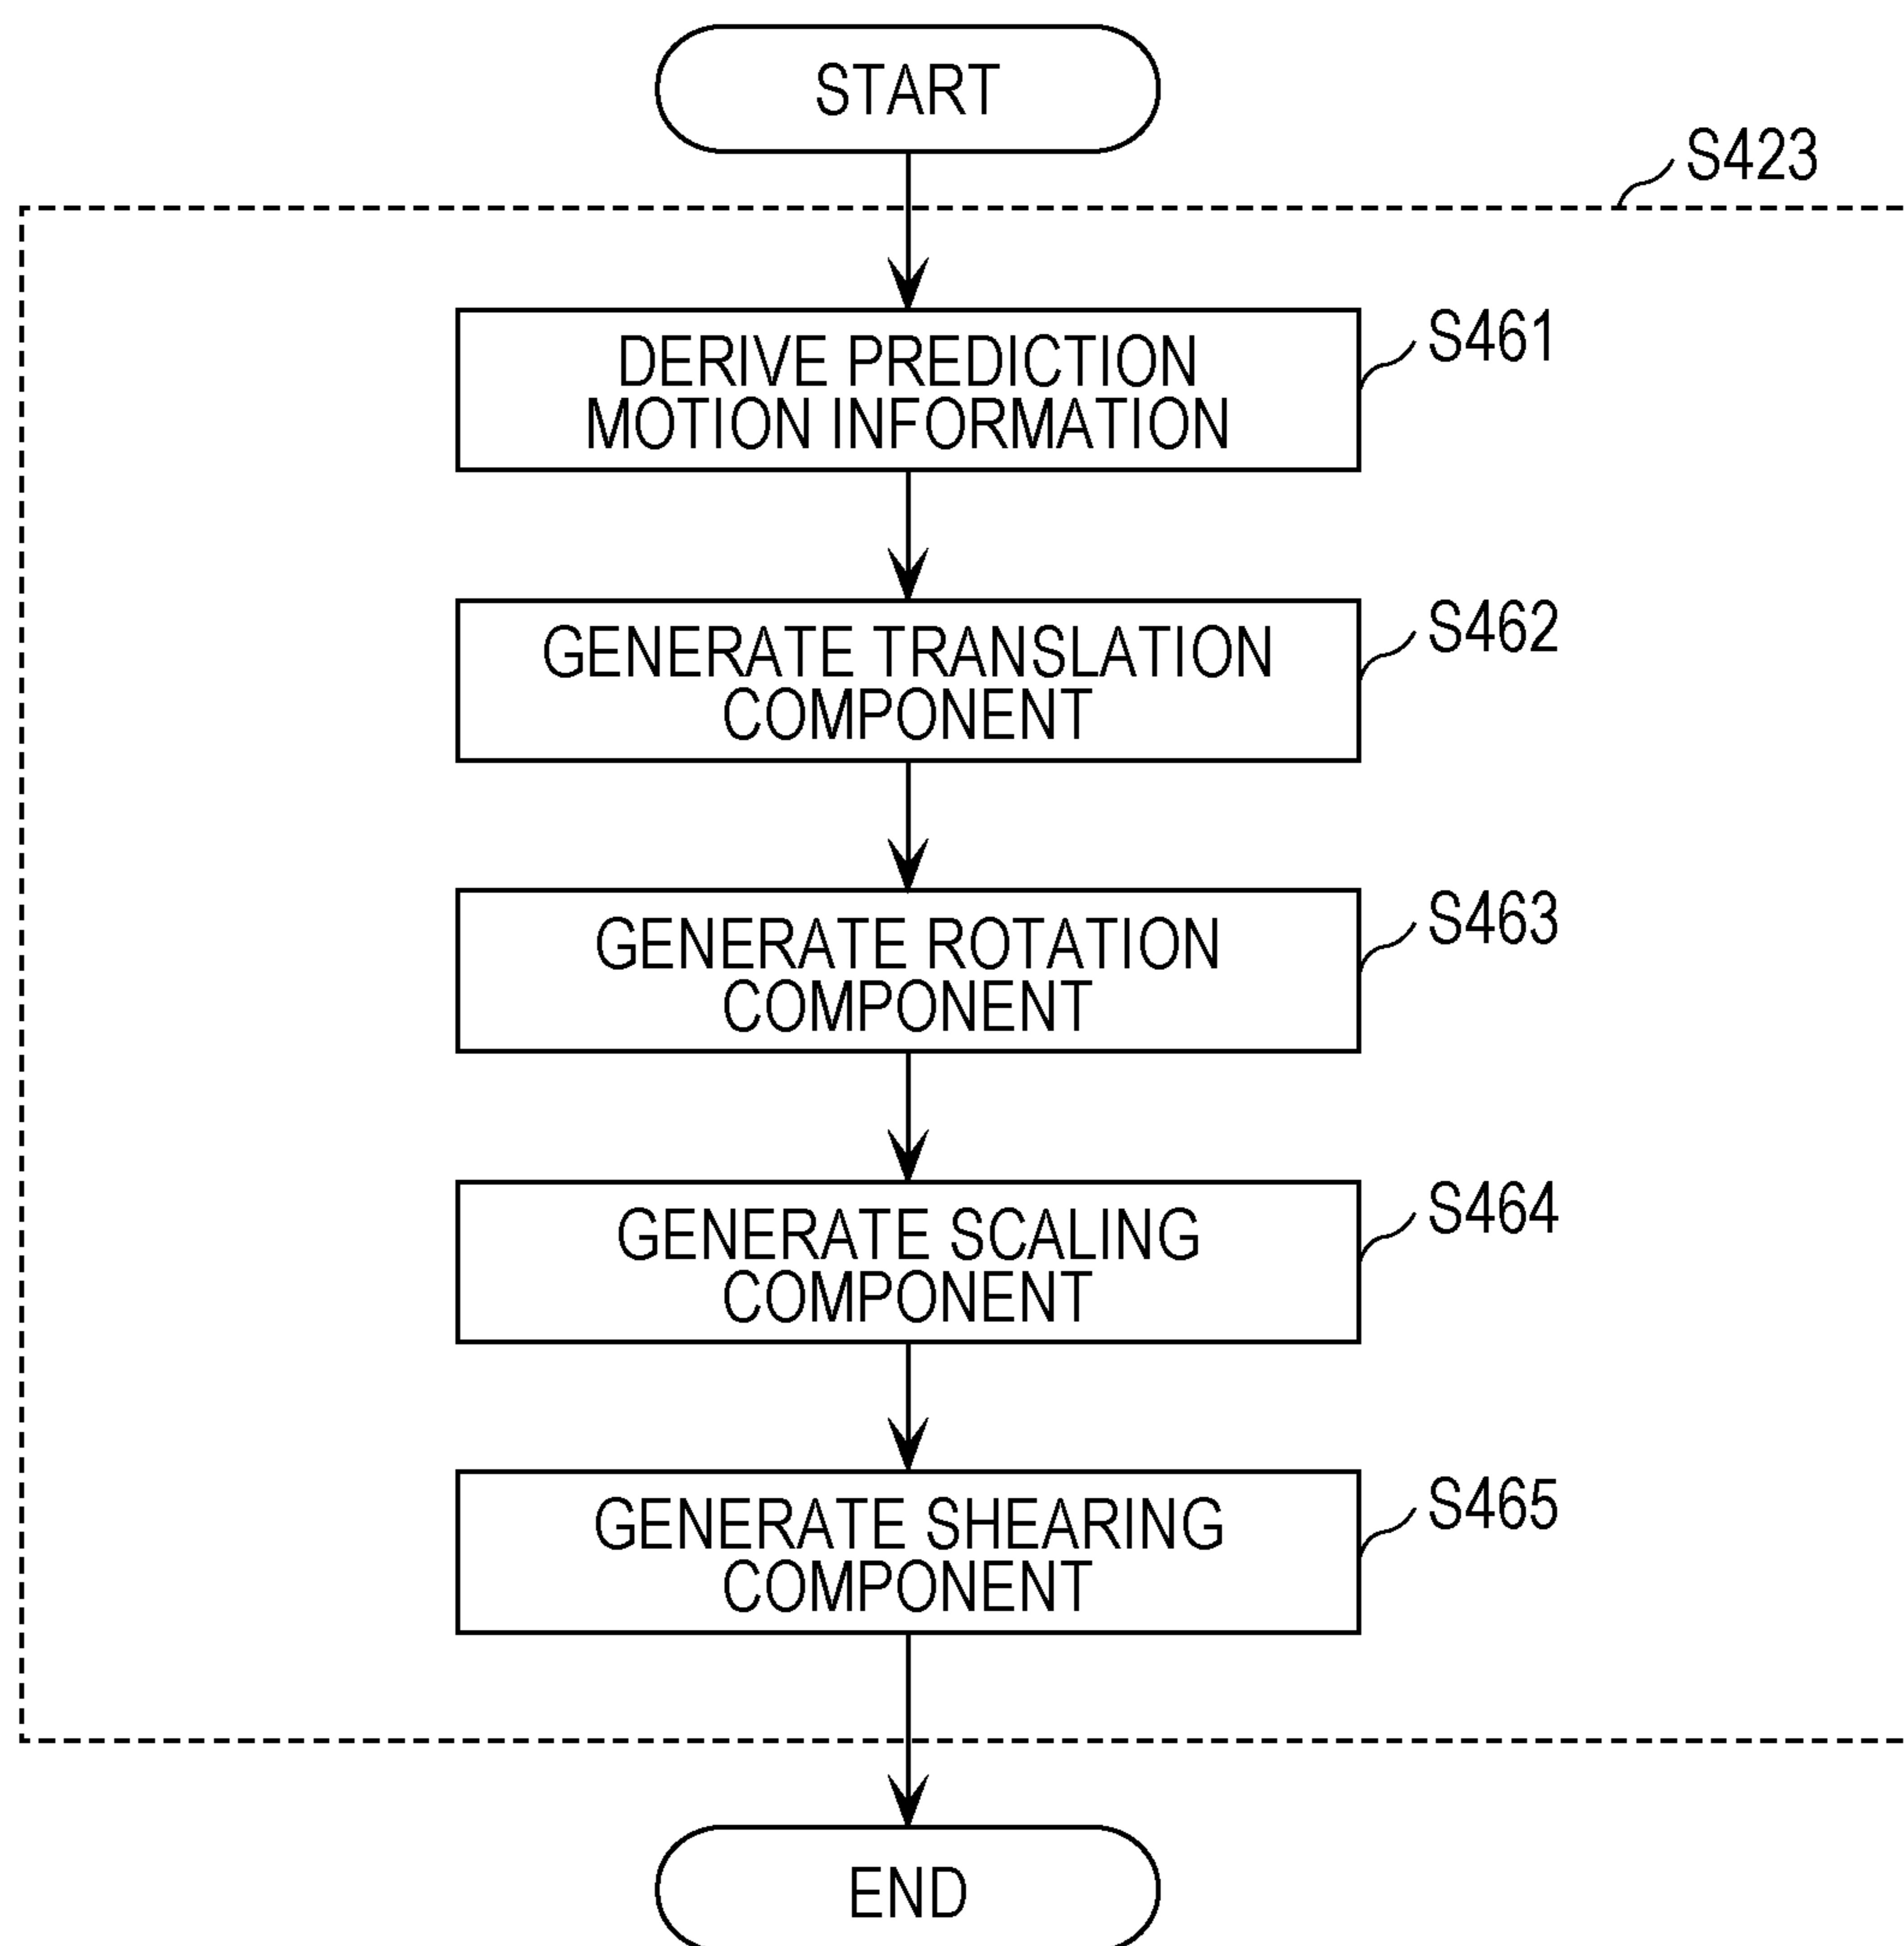 START
S423
DERIVE PREDICTION
MOTION INFORMATION
S461
GENERATE TRANSLATION
COMPONENT
S462
GENERATE ROTATION
COMPONENT
S463
GENERATE SCALING
COMPONENT
S464
GENERATE SHEARING
COMPONENT
S465
END